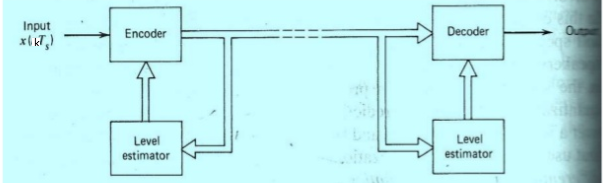 Input
x(kTs)
Encoder
Decoder
Output
Level
estimator
Level
estimator